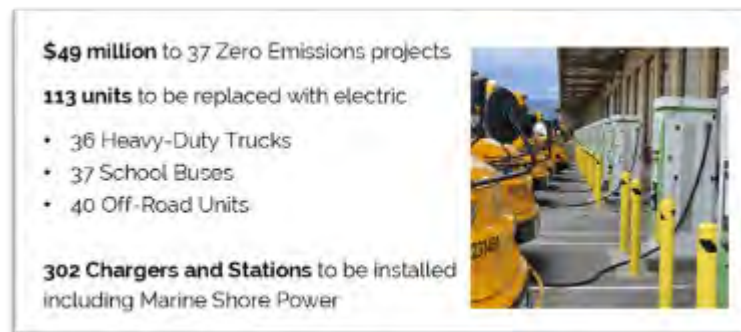 $49 million to 37 Zero Emissions projects
113 units to be replaced with electric
• 36 Heavy-Duty Trucks
• 37 School Buses
• 40 Off-Road Units
302 Chargers and Stations to be installed
including Marine Shore Power